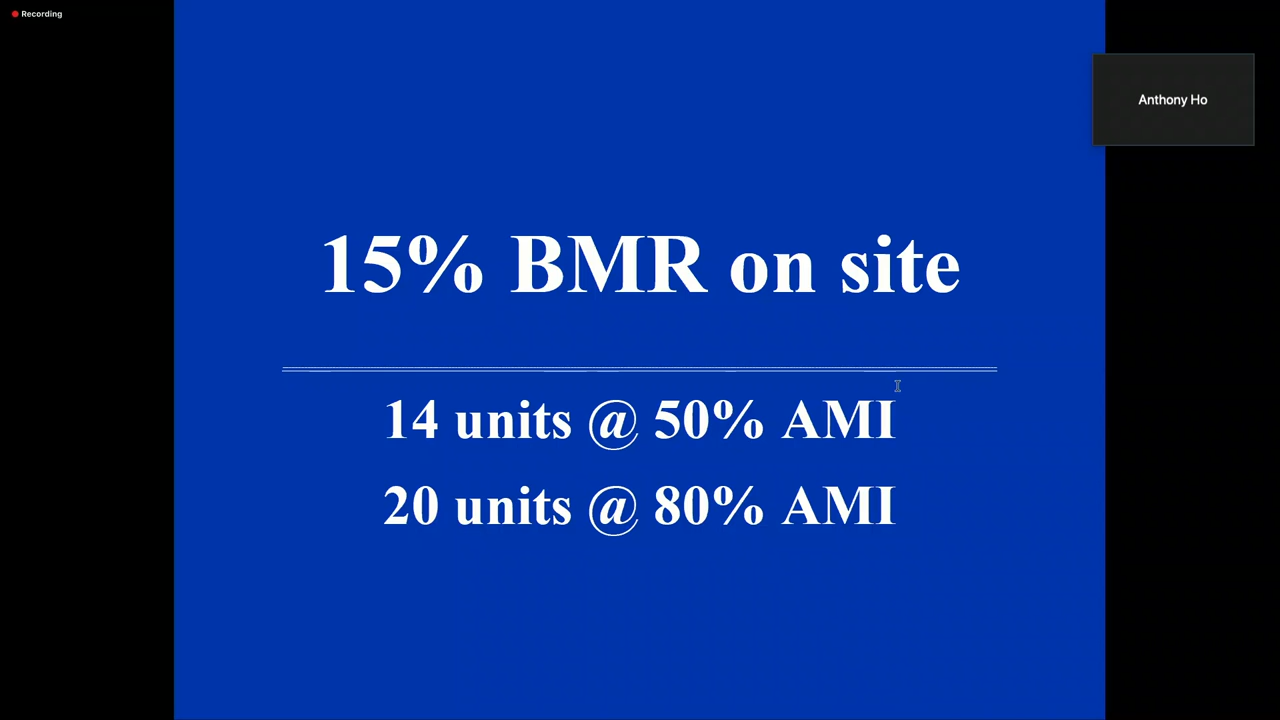 Recording
Anthony Ho
15% BMR on site
14 units @ 50% AMI
20 units @ 80% AMI